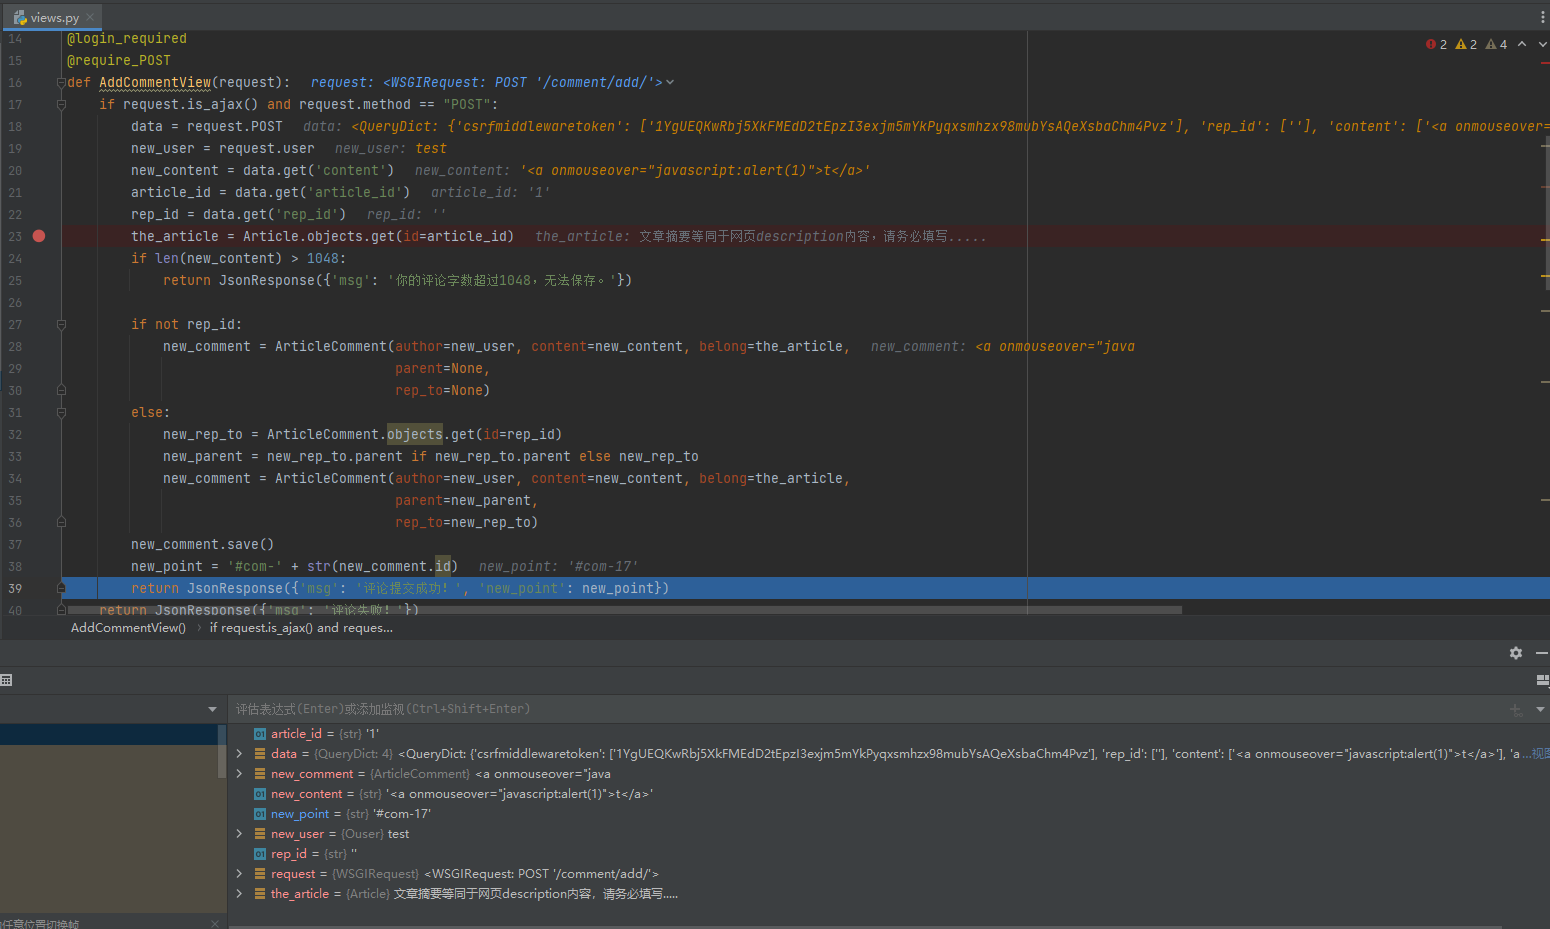 views.py
2 2 4
14 @login_required
15 @require_POST
16 def AddCommentView(request): request: <WSGIRequest: POST '/comment/add/'>
17 if request.is_ajax() and request.method == "POST":
18 data = request.POST data: <QueryDict: {'csrfmiddlewaretoken': ['1YgUEQKwRbj5XkFMEdD2tEpzI3exjm5mYkPyqxsmhzx98mubYsAQeXsbaChm4Pvz'], 'rep_id': [''], 'content': ['<a onmouseover=
19 new_user = request.user new_user: test
20 new_content = data.get('content') new_content: '<a onmouseover="javascript:alert(1)">t</a>'
21 article_id = data.get('article_id') article_id: '1'
22 rep_id = data.get('rep_id') rep_id: ''
23 the_article = Article.objects.get(id=article_id) the_article: 文章摘要等同于网页description内容，请务必填写.....
24 if len(new_content) > 1048:
25 return JsonResponse({'msg': '你的评论字数超过1048，无法保存。'})
26
27 if not rep_id:
28 new_comment = ArticleComment(author=new_user, content=new_content, belong=the_article, new_comment: <a onmouseover="java
29 parent=None,
30 rep_to=None)
31 else:
32 new_rep_to = ArticleComment.objects.get(id=rep_id)
33 new_parent = new_rep_to.parent if new_rep_to.parent else new_rep_to
34 new_comment = ArticleComment(author=new_user, content=new_content, belong=the_article,
35 parent=new_parent,
36 rep_to=new_rep_to)
37 new_comment.save()
38 new_point = '#com-' + str(new_comment.id) new_point: '#com-17'
39 return JsonResponse({'msg': '评论提交成功！', 'new_point': new_point})
40 return JsonResponse({'msg': '评论失败！'})
AddCommentView() › if request.is_ajax() and reques...
评估表达式(Enter)或添加监视(Ctrl+Shift+Enter)
article_id = {str} '1'
data = {QueryDict: 4} <QueryDict: {'csrfmiddlewaretoken': ['1YgUEQKwRbj5XkFMEdD2tEpzI3exjm5mYkPyqxsmhzx98mubYsAQeXsbaChm4Pvz'], 'rep_id': [''], 'content': ['<a onmouseover="javascript:alert(1)">t</a>'], 'a ...视图
new_comment = {ArticleComment} <a onmouseover="java
new_content = {str} '<a onmouseover="javascript:alert(1)">t</a>'
new_point = {str} '#com-17'
new_user = {Ouser} test
rep_id = {str} ''
request = {WSGIRequest} <WSGIRequest: POST '/comment/add/'>
the_article = {Article} 文章摘要等同于网页description内容，请务必填写.....
任意位置切换帧